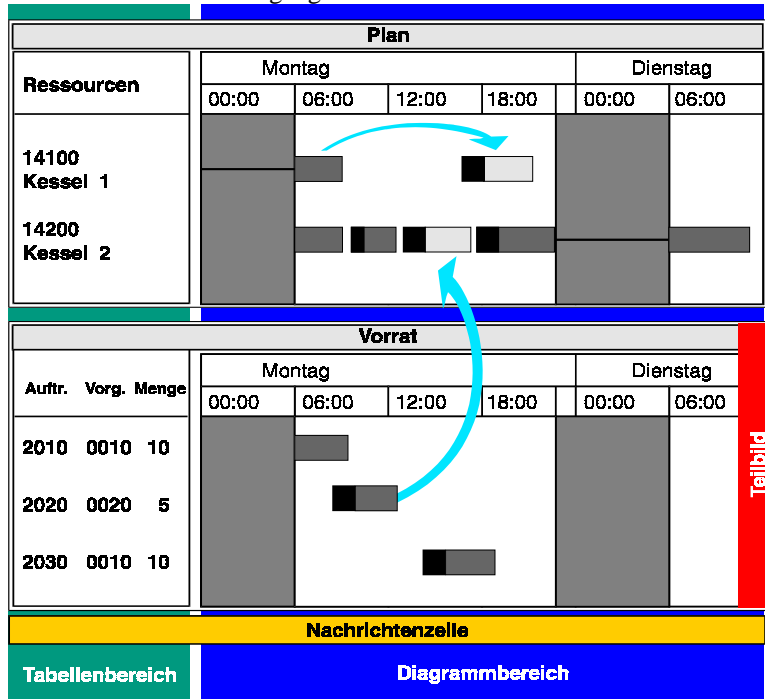 Plan
Ressourcen
Montag Dienstag
00:00 06:00 12:00 18:00 00:00 06:00
14100
Kessel 1
14200
Kessel 2
Vorrat
Auftr. Vorg. Menge
Montag Dienstag
00:00 06:00 12:00 18:00 00:00 06:00
2010 0010 10
2020 0020 5
2030 0010 10
Teilbild
Nachrichtenzeile
Tabellenbereich
Diagrammbereich